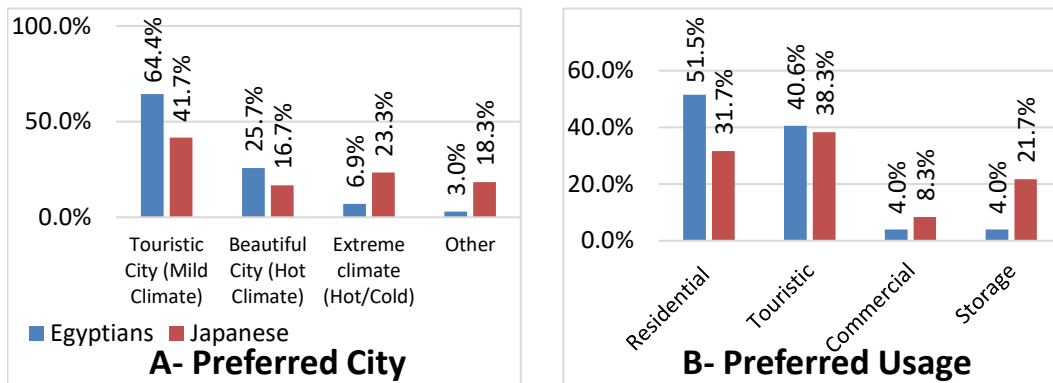 100.0%
50.0%
0.0%
64.4%
41.7%
25.7%
16.7%
6.9%
23.3%
3.0%
18.3%
Touristic
City (Mild
Climate)
Beautiful
City (Hot
Climate)
Extreme
climate
(Hot/Cold)
Other
Egyptians
Japanese
A- Preferred City
60.0%
40.0%
20.0%
0.0%
51.5%
31.7%
40.6%
38.3%
4.0%
8.3%
4.0%
21.7%
Residential
Touristic
Commercial
Storage
B- Preferred Usage